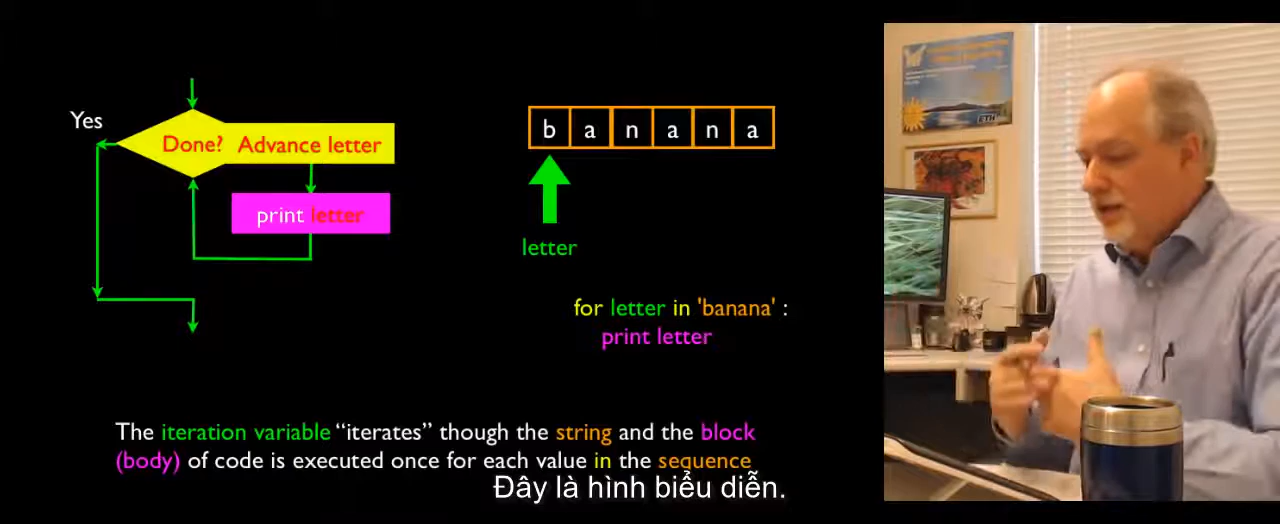 Yes
Done? Advance letter
print letter
b a n a n a
letter
for letter in 'banana' :
print letter
The iteration variable “iterates” though the string and the block
(body) of code is executed once for each value in the sequence
Đây là hình biểu diễn.
ETH